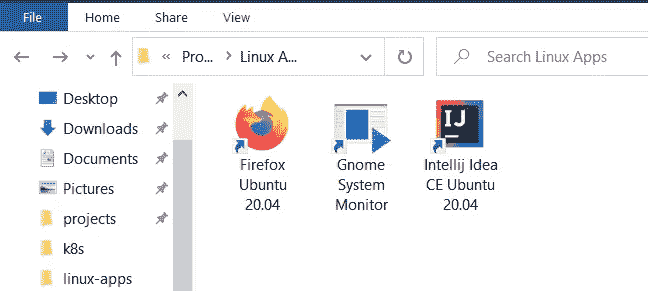 File Home Share View
« Pro... Linux A... Search Linux Apps
Desktop
Downloads
Documents
Pictures
projects
k8s
linux-apps
Firefox
Ubuntu
20.04
Gnome
System
Monitor
IJ
Intellij Idea
CE Ubuntu
20.04